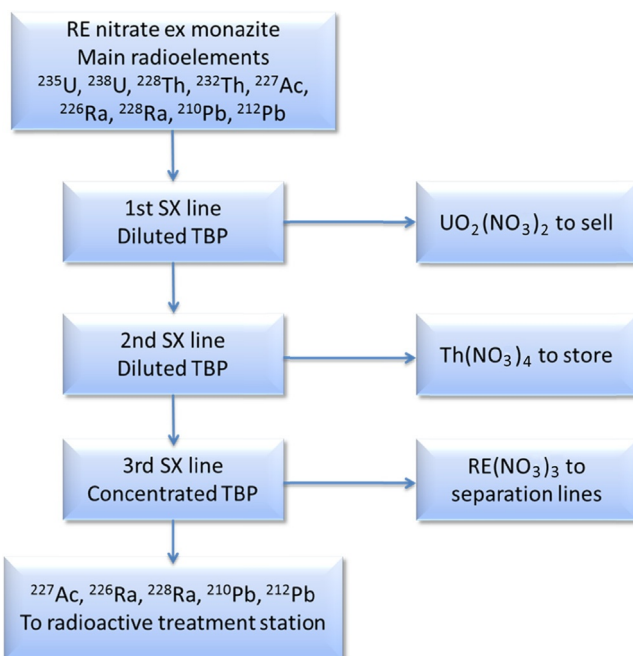 RE nitrate ex monazite
Main radioelements
²³⁵U, ²³⁸U, ²²⁸Th, ²³²Th, ²²⁷Ac,
²²⁶Ra, ²²⁸Ra, ²¹⁰Pb, ²¹²Pb
1st SX line
Diluted TBP
UO₂(NO₃)₂ to sell
2nd SX line
Diluted TBP
Th(NO₃)₄ to store
3rd SX line
Concentrated TBP
RE(NO₃)₃ to
separation lines
²²⁷Ac, ²²⁶Ra, ²²⁸Ra, ²¹⁰Pb, ²¹²Pb
To radioactive treatment station